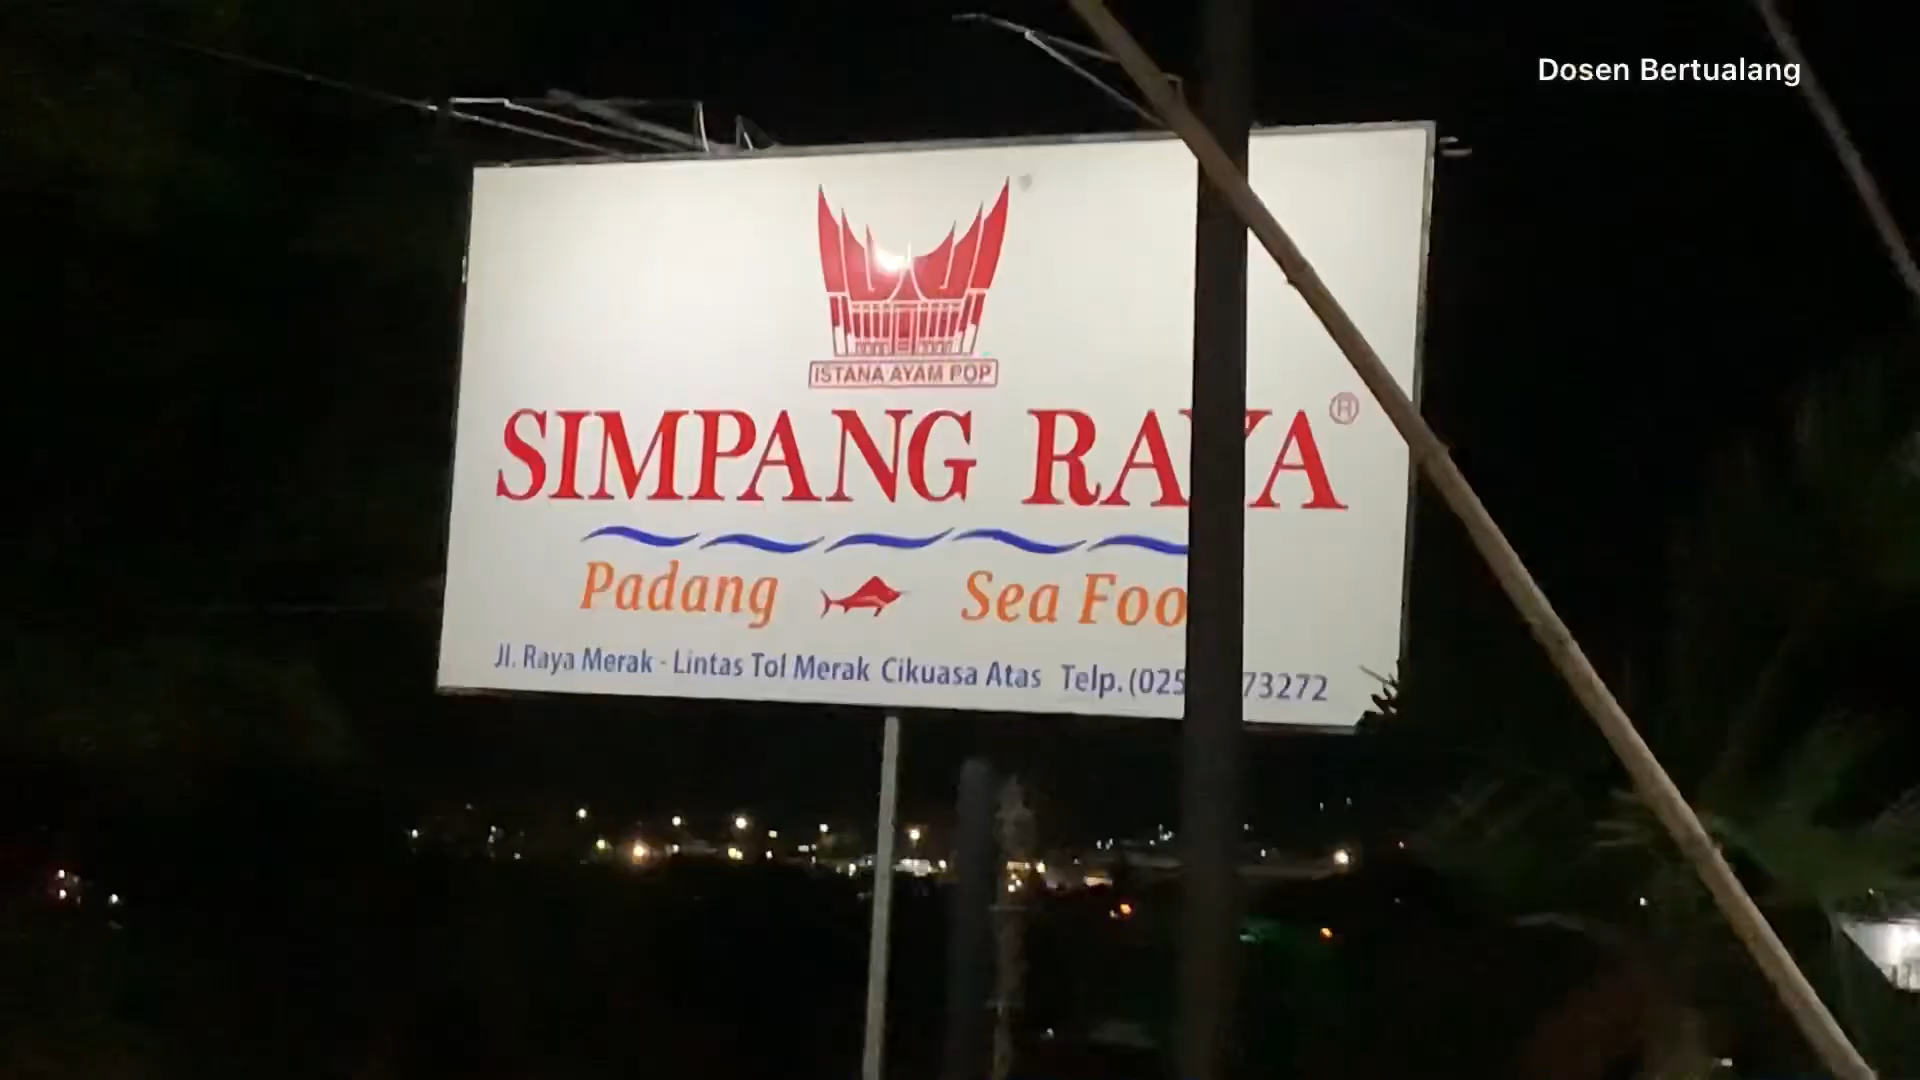 Dosen Bertualang
ISTANA AYAM POP
SIMPANG RAYA®
Padang Sea Foo
Jl. Raya Merak - Lintas Tol Merak Cikuasa Atas Telp. (025 73272